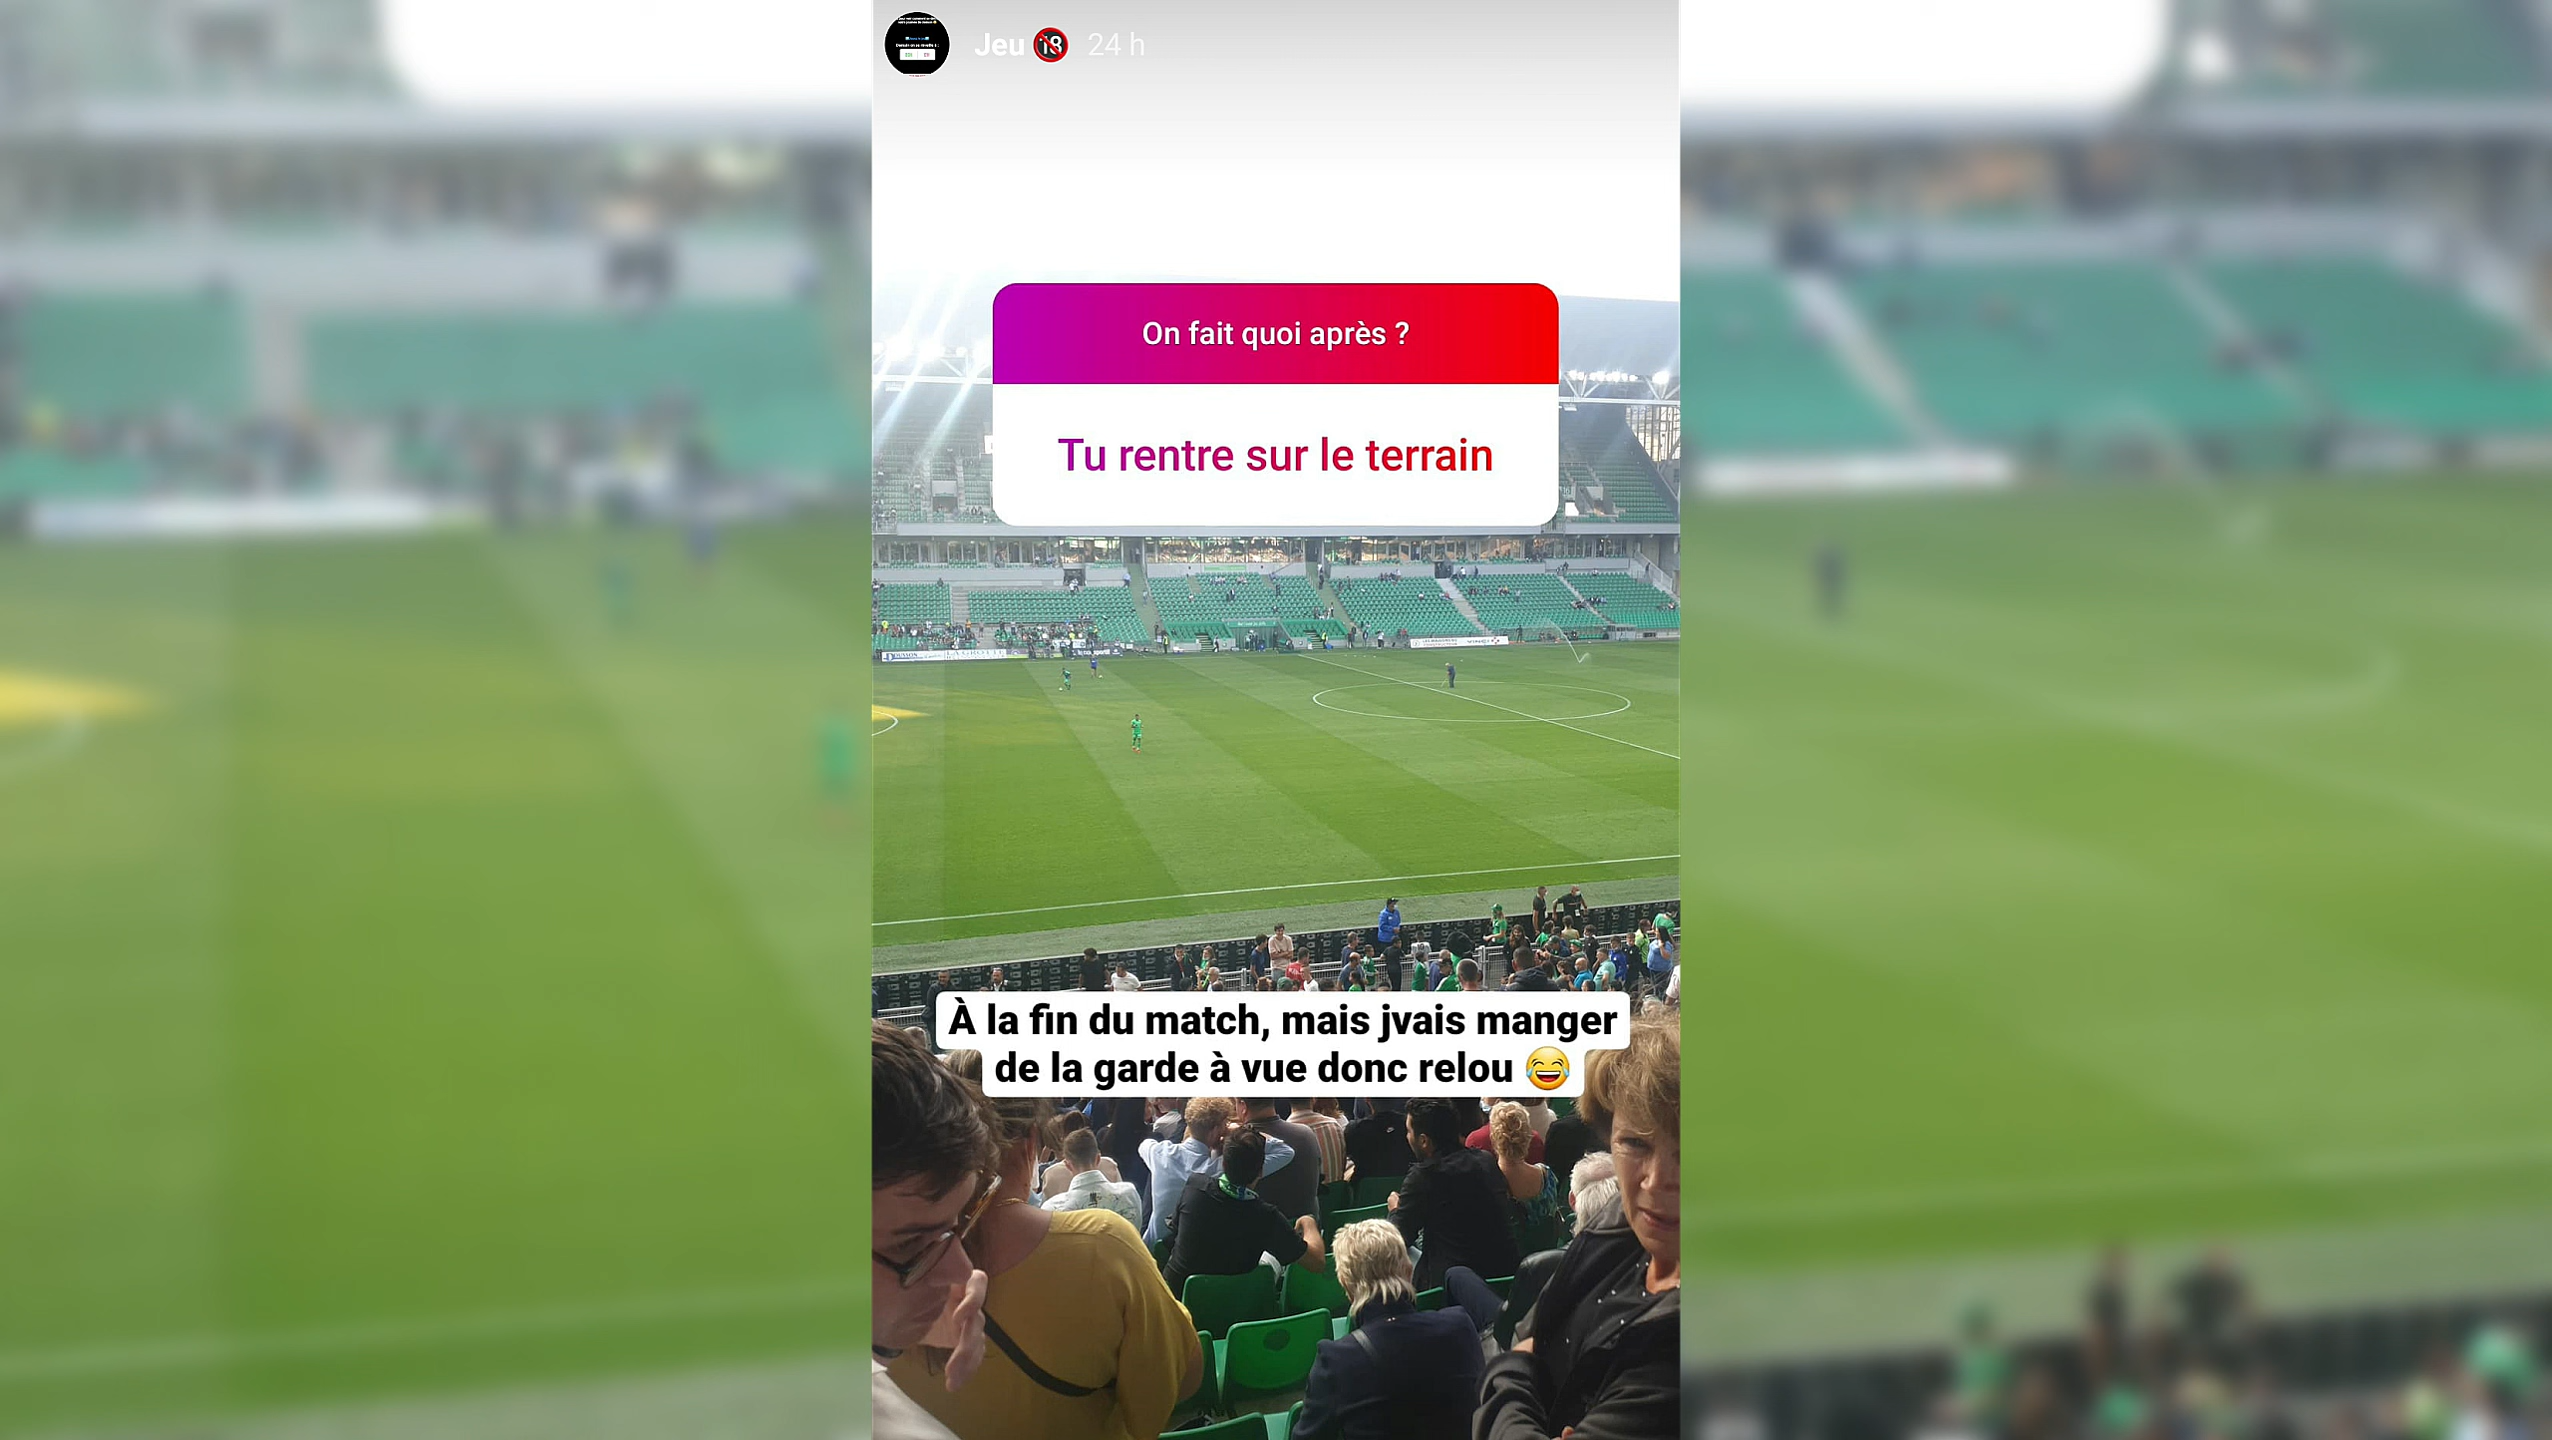 Jeu 🔞 24 h
On fait quoi après ?
Tu rentre sur le terrain
À la fin du match, mais jvais manger
de la garde à vue donc relou 😂